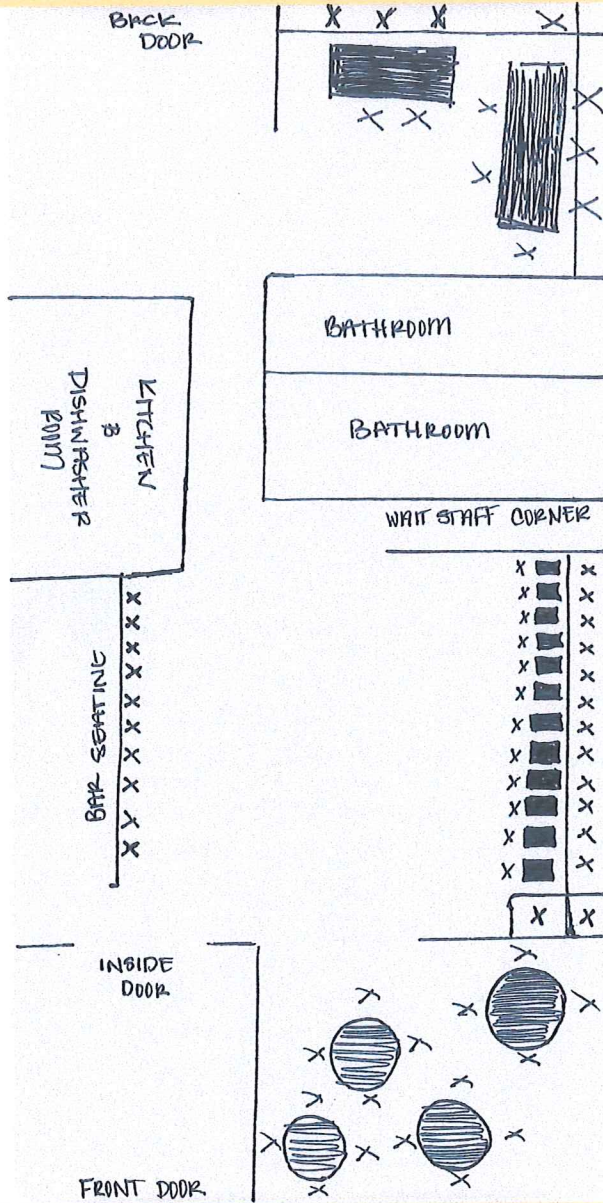 BACK
DOOR
X X X X
X X
X X
X X
X
X
X
BATHROOM
KITCHEN
&
DISHWASHER
ROOM
BATHROOM
WAIT STAFF CORNER
X X
X X
X X
X X
X X
X X
X X
X X
X X
X X
X X
X X
BAR SEATING
X
X
X
X
X
X
X
X
X
X
X X
INSIDE
DOOR
X
X X
X
X
X X
X
X
X X
X
X
X X
X
FRONT DOOR